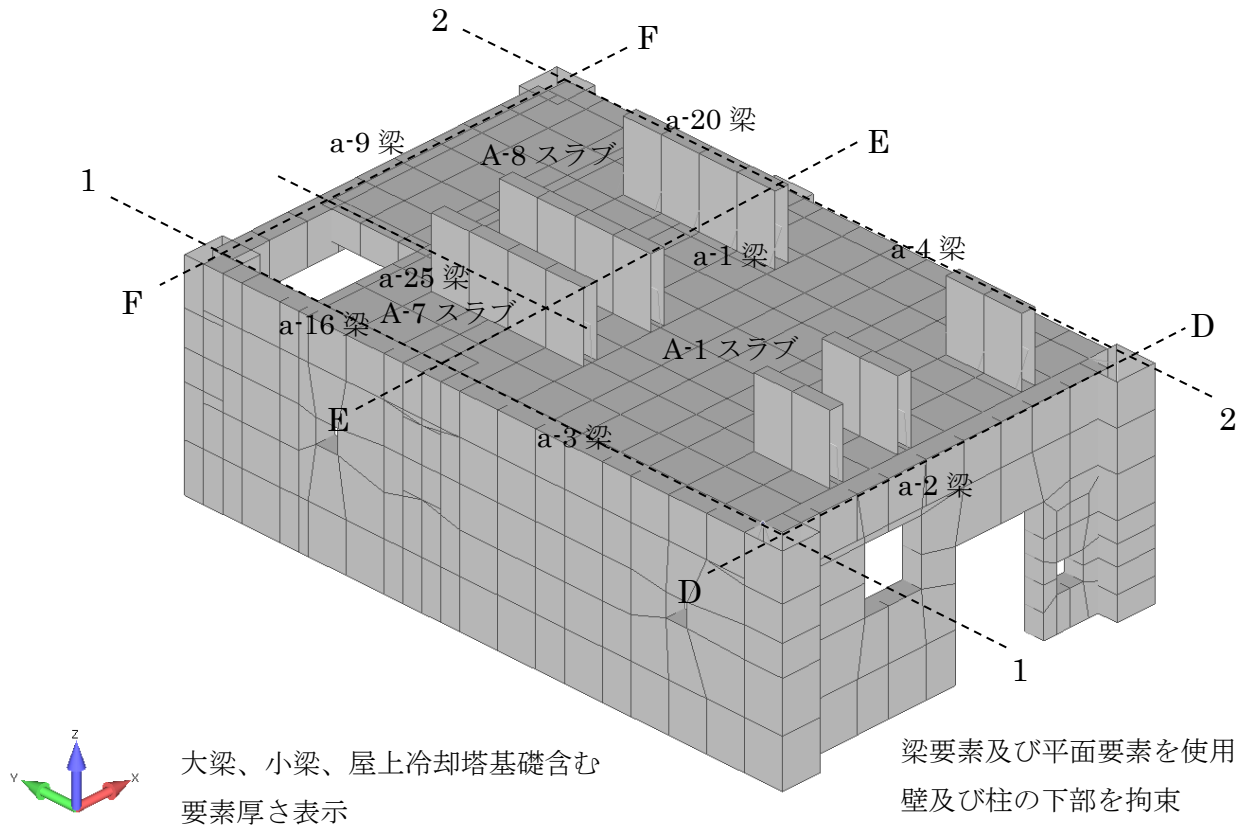 2
F
a-20 梁
a-9 梁
E
A-8 スラブ
1
a-4 梁
a-1 梁
a-25 梁
F
A-7 スラブ
a-16 梁
D
A-1 スラブ
E
2
a-3 梁
a-2 梁
D
1
Z
Y
X
大梁、小梁、屋上冷却塔基礎含む
要素厚さ表示
梁要素及び平面要素を使用
壁及び柱の下部を拘束